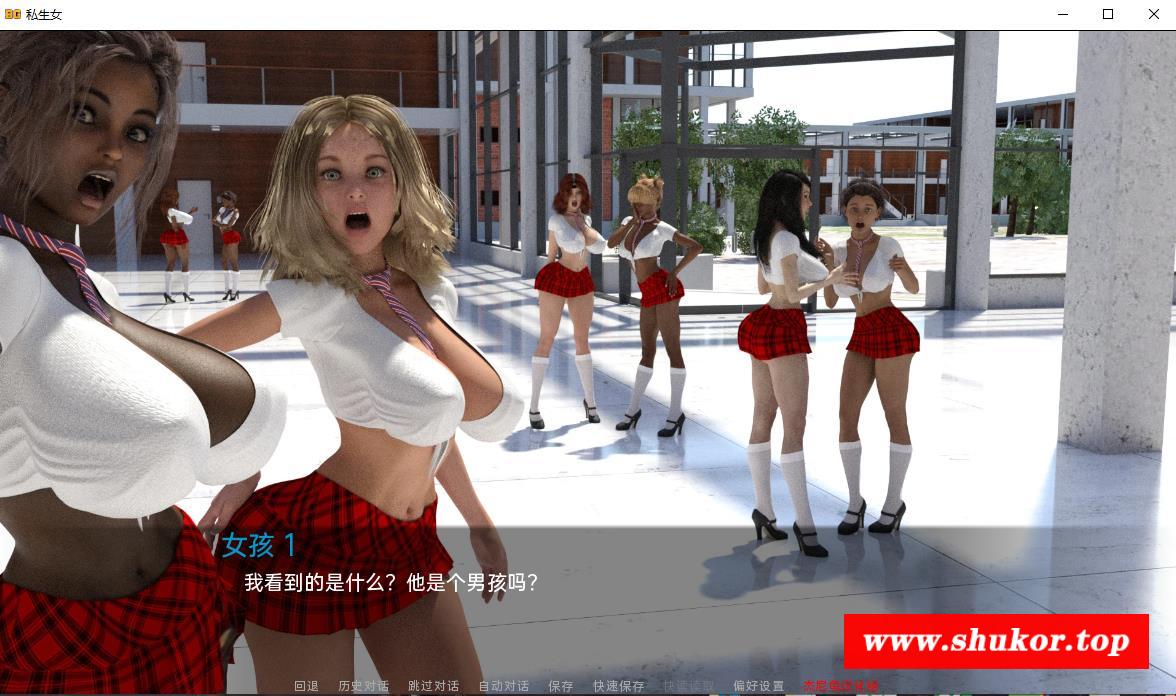 BG 私生女
女孩 1
我看到的是什么？他是个男孩吗？
www.shukor.top
回退 历史对话 跳过对话 自动对话 保存 快速保存 快速读取 偏好设置